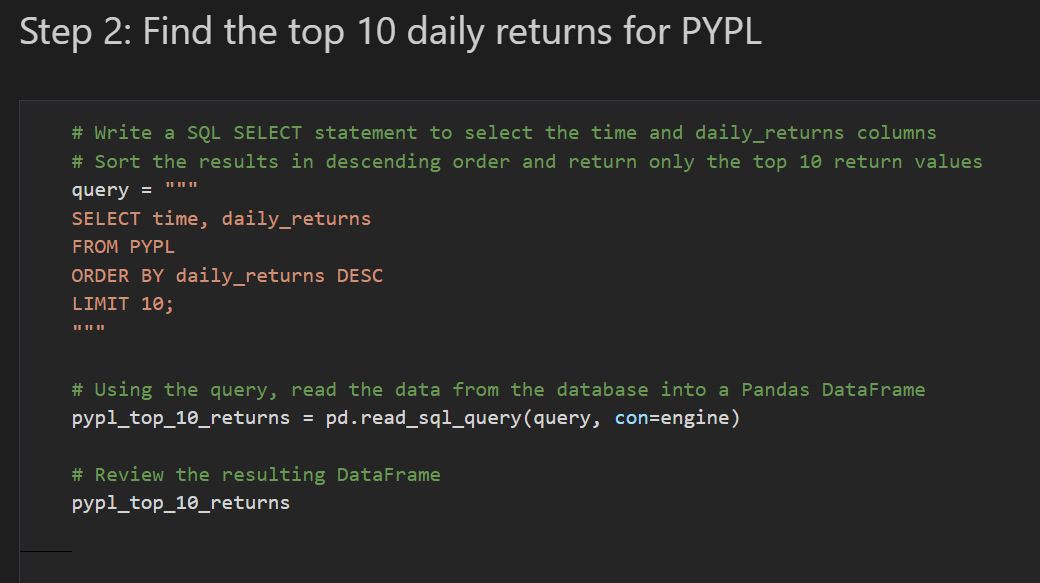 Step 2: Find the top 10 daily returns for PYPL
# Write a SQL SELECT statement to select the time and daily_returns columns
# Sort the results in descending order and return only the top 10 return values
query = """
SELECT time, daily_returns
FROM PYPL
ORDER BY daily_returns DESC
LIMIT 10;
"""
# Using the query, read the data from the database into a Pandas DataFrame
pypl_top_10_returns = pd.read_sql_query(query, con=engine)
# Review the resulting DataFrame
pypl_top_10_returns